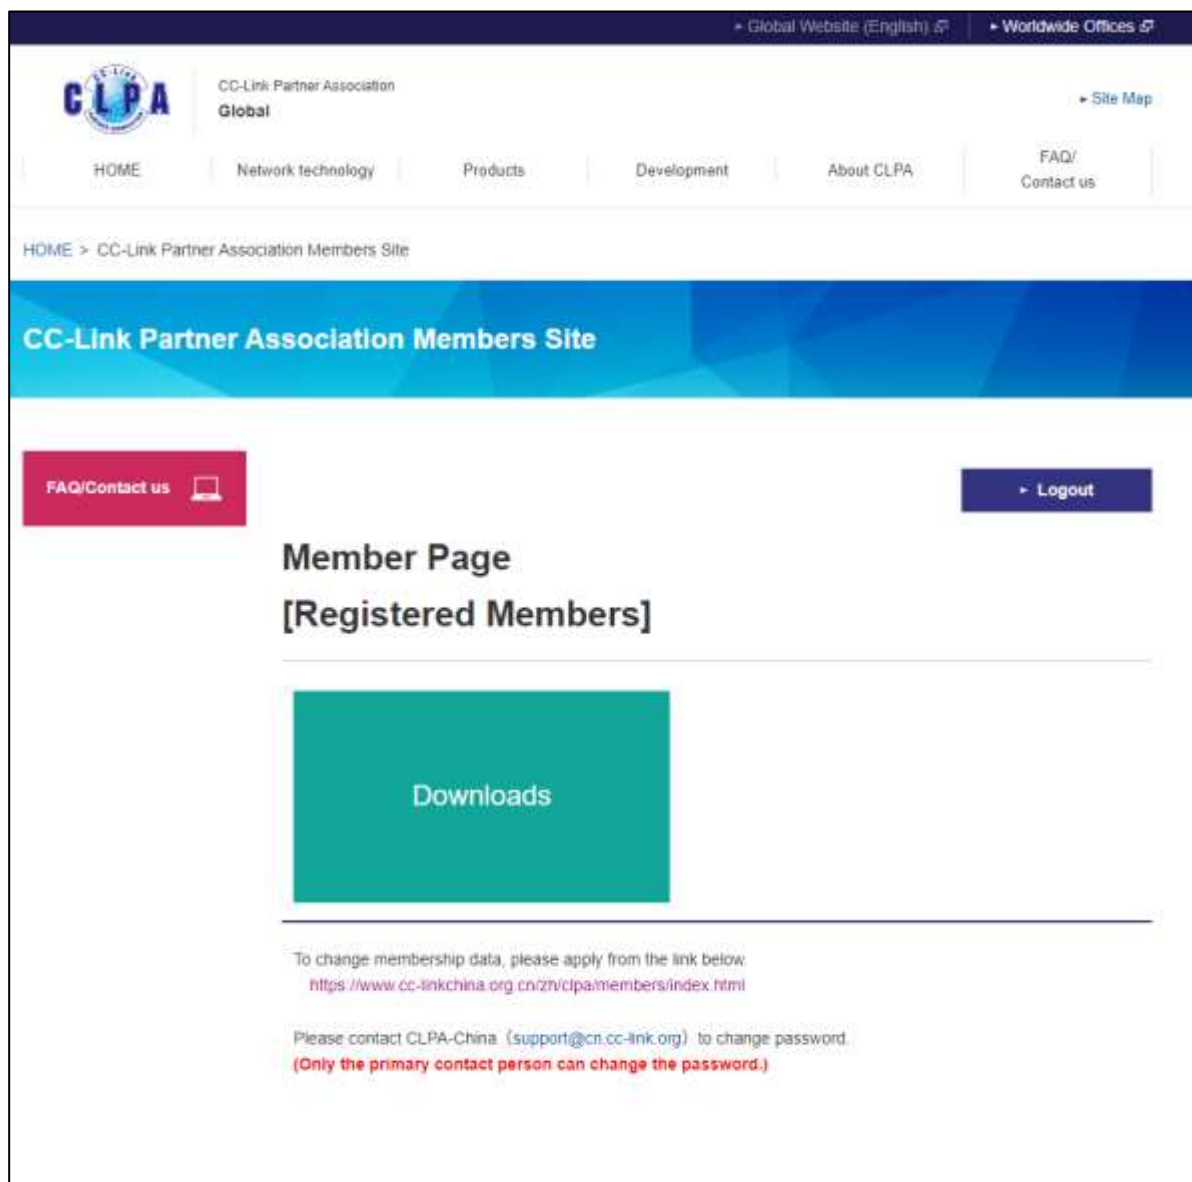 Global Website (English)
Worldwide Offices
CC-Link
CLPA
CC-Link Partner Association
Global
Site Map
HOME
Network technology
Products
Development
About CLPA
FAQ/
Contact us
HOME > CC-Link Partner Association Members Site
CC-Link Partner Association Members Site
FAQ/Contact us
Logout
Member Page
[Registered Members]
Downloads
To change membership data, please apply from the link below.
https://www.cc-linkchina.org.cn/zh/clpa/members/index.html
Please contact CLPA-China（support@cn.cc-link.org）to change password.
(Only the primary contact person can change the password.)